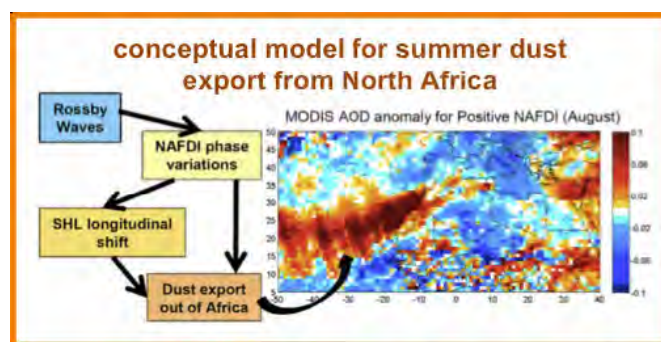 conceptual model for summer dust
export from North Africa
Rossby
Waves
NAFDI phase
variations
SHL longitudinal
shift
Dust export
out of Africa
MODIS AOD anomaly for Positive NAFDI (August)
50
45
40
35
30
25
20
15
10
5
-50
-40
-30
-20
-10
0
10
20
30
40
0.1
0.06
0.02
-0.02
-0.06
-0.1